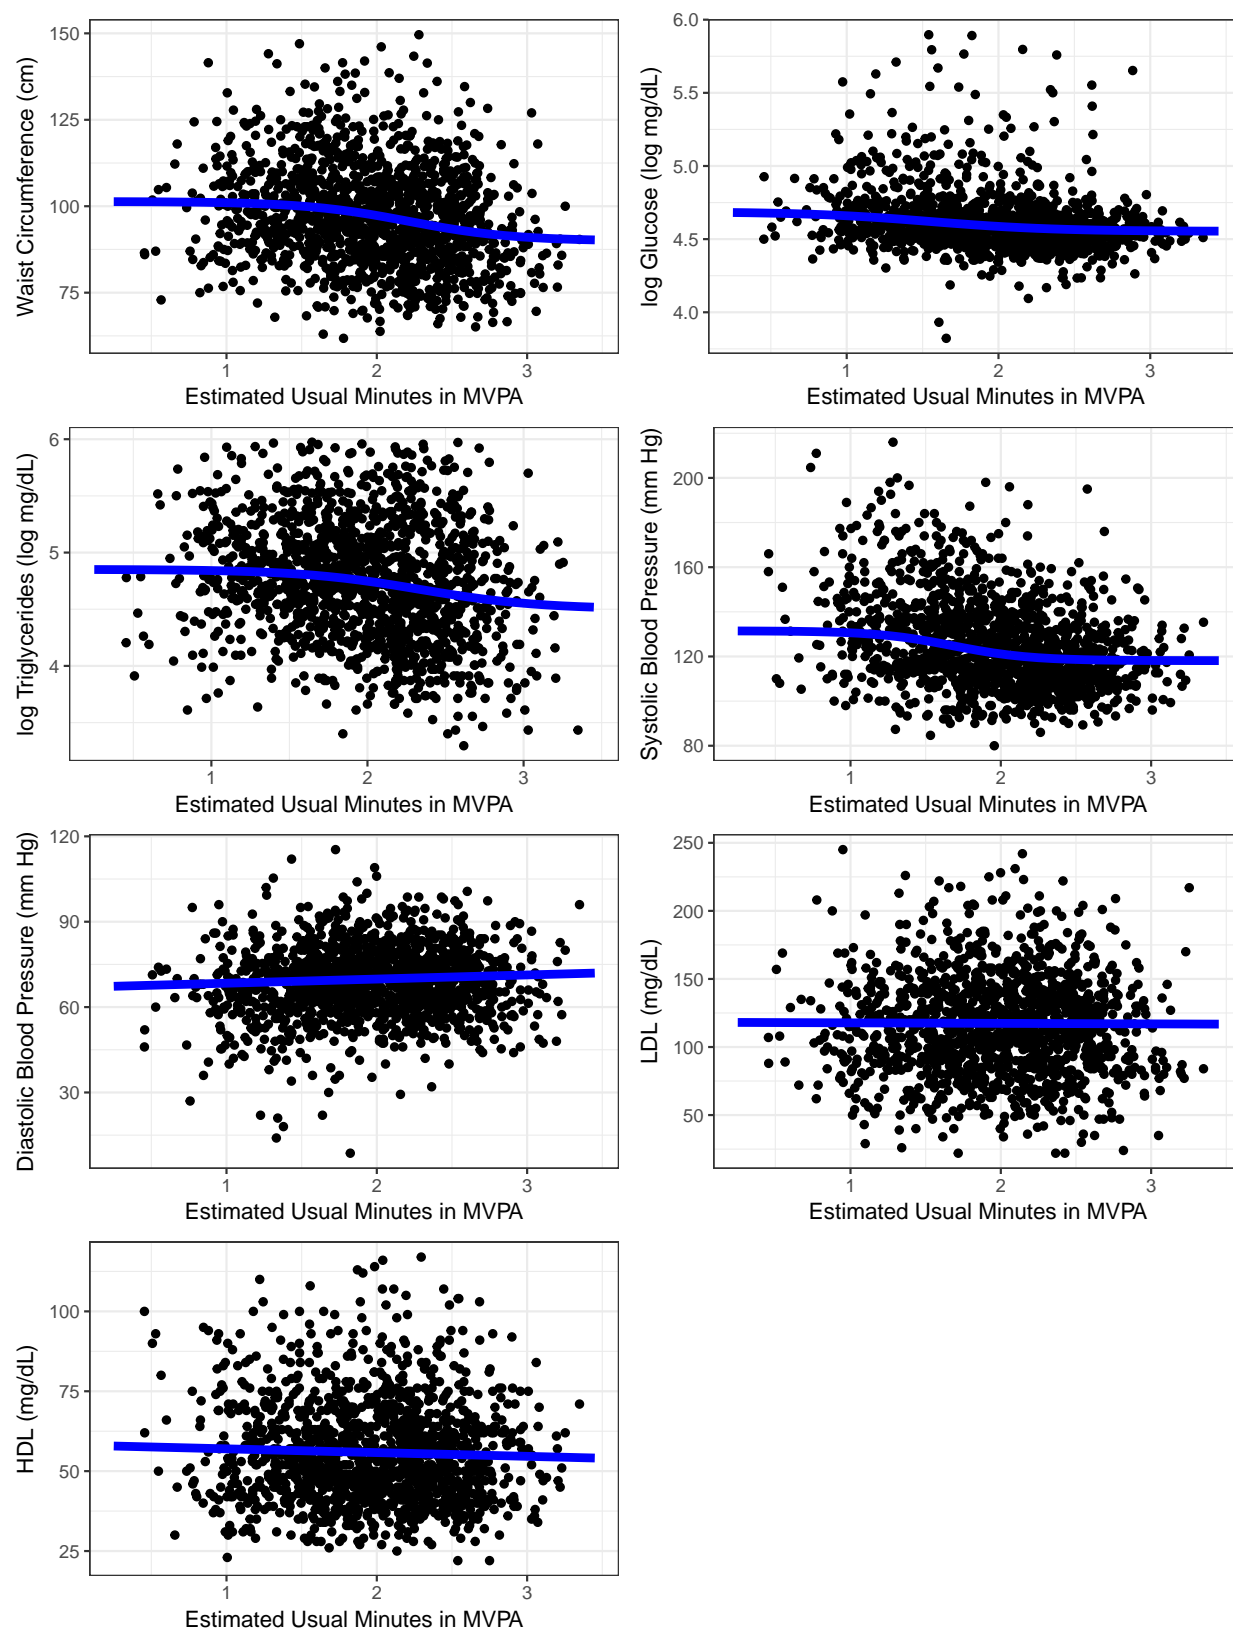 Waist Circumference (cm)
150
125
100
75
1 2 3
Estimated Usual Minutes in MVPA
log Glucose (log mg/dL)
6.0
5.5
5.0
4.5
4.0
1 2 3
Estimated Usual Minutes in MVPA
log Triglycerides (log mg/dL)
6
5
4
1 2 3
Estimated Usual Minutes in MVPA
Systolic Blood Pressure (mm Hg)
200
160
120
80
1 2 3
Estimated Usual Minutes in MVPA
Diastolic Blood Pressure (mm Hg)
120
90
60
30
1 2 3
Estimated Usual Minutes in MVPA
LDL (mg/dL)
250
200
150
100
50
1 2 3
Estimated Usual Minutes in MVPA
HDL (mg/dL)
100
75
50
25
1 2 3
Estimated Usual Minutes in MVPA